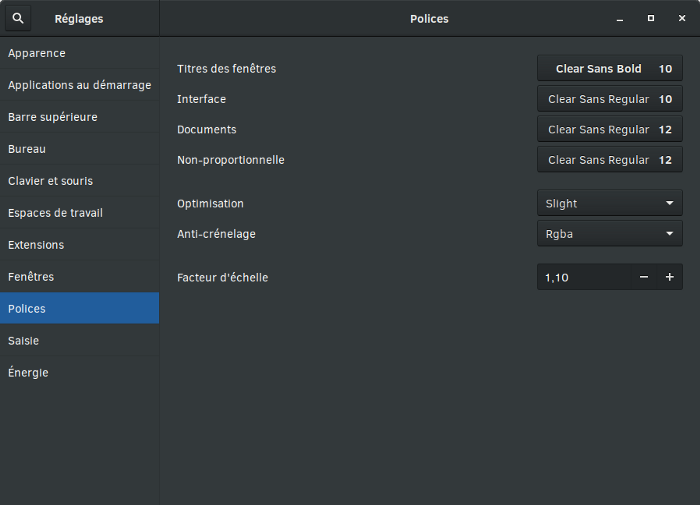 Réglages
Polices
Apparence
Applications au démarrage
Barre supérieure
Bureau
Clavier et souris
Espaces de travail
Extensions
Fenêtres
Polices
Saisie
Énergie
Titres des fenêtres Clear Sans Bold 10
Interface Clear Sans Regular 10
Documents Clear Sans Regular 12
Non-proportionnelle Clear Sans Regular 12
Optimisation Slight
Anti-crénelage Rgba
Facteur d'échelle 1,10